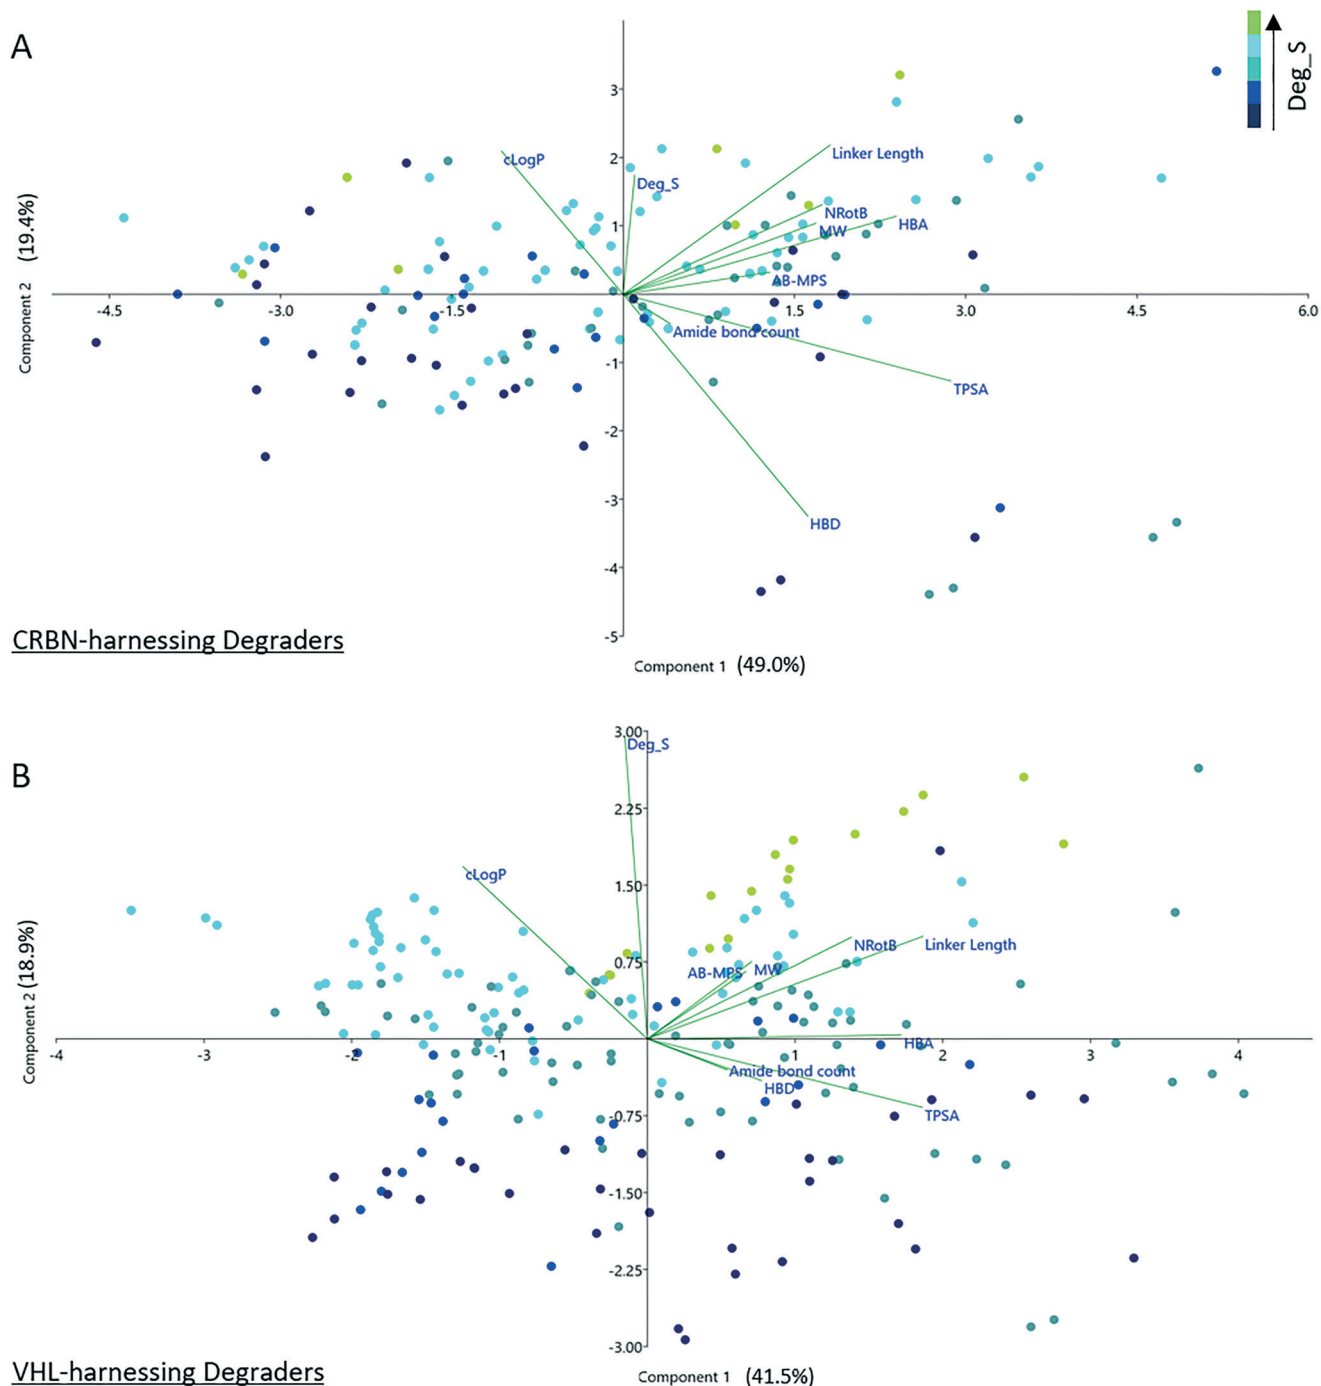 A
Deg_S
3
2
1
-1
-2
-3
-4
-5
-4.5
-3.0
-1.5
1.5
3.0
4.5
6.0
cLogP
Deg_S
Linker Length
NRotB
HBA
MW
AB-MPS
Amide bond count
TPSA
HBD
Component 2 (19.4%)
CRBN-harnessing Degraders
Component 1 (49.0%)
B
3.00
2.25
1.50
0.75
-0.75
-1.50
-2.25
-3.00
-4
-3
-2
-1
1
2
3
4
Deg_S
cLogP
NRotB
Linker Length
AB-MPS
MW
HBA
Amide bond count
HBD
TPSA
Component 2 (18.9%)
VHL-harnessing Degraders
Component 1 (41.5%)